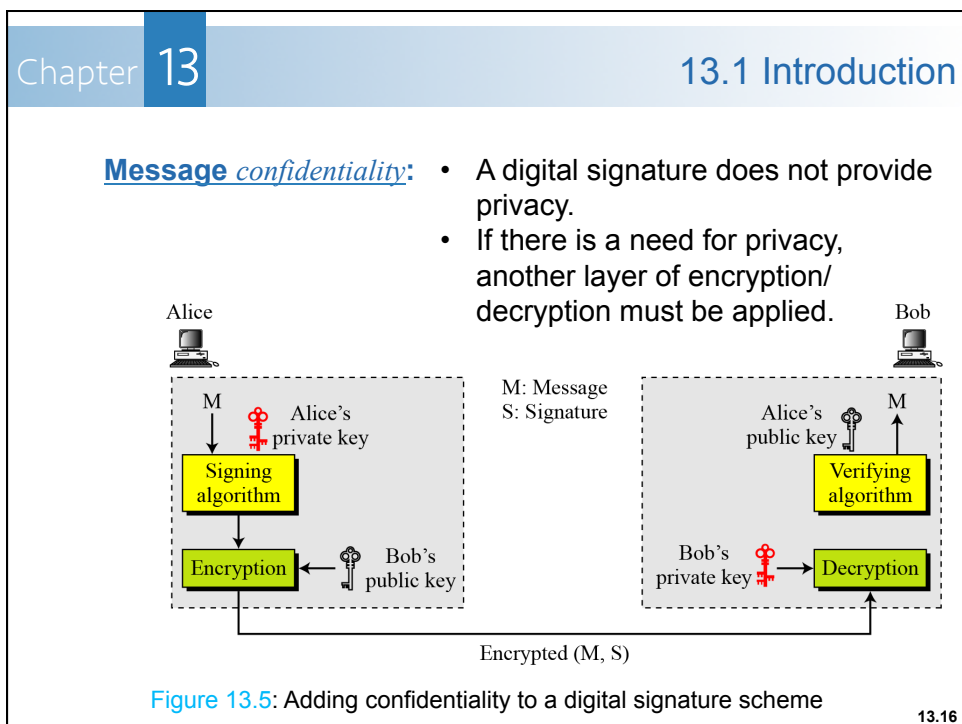 Chapter 13
13.1 Introduction
Message confidentiality:
• A digital signature does not provide
privacy.
• If there is a need for privacy,
another layer of encryption/
decryption must be applied.
Alice
Bob
M: Message
S: Signature
M
Alice's
private key
Signing
algorithm
Encryption
Bob's
public key
Alice's
public key
M
Verifying
algorithm
Bob's
private key
Decryption
Encrypted (M, S)
Figure 13.5: Adding confidentiality to a digital signature scheme
13.16